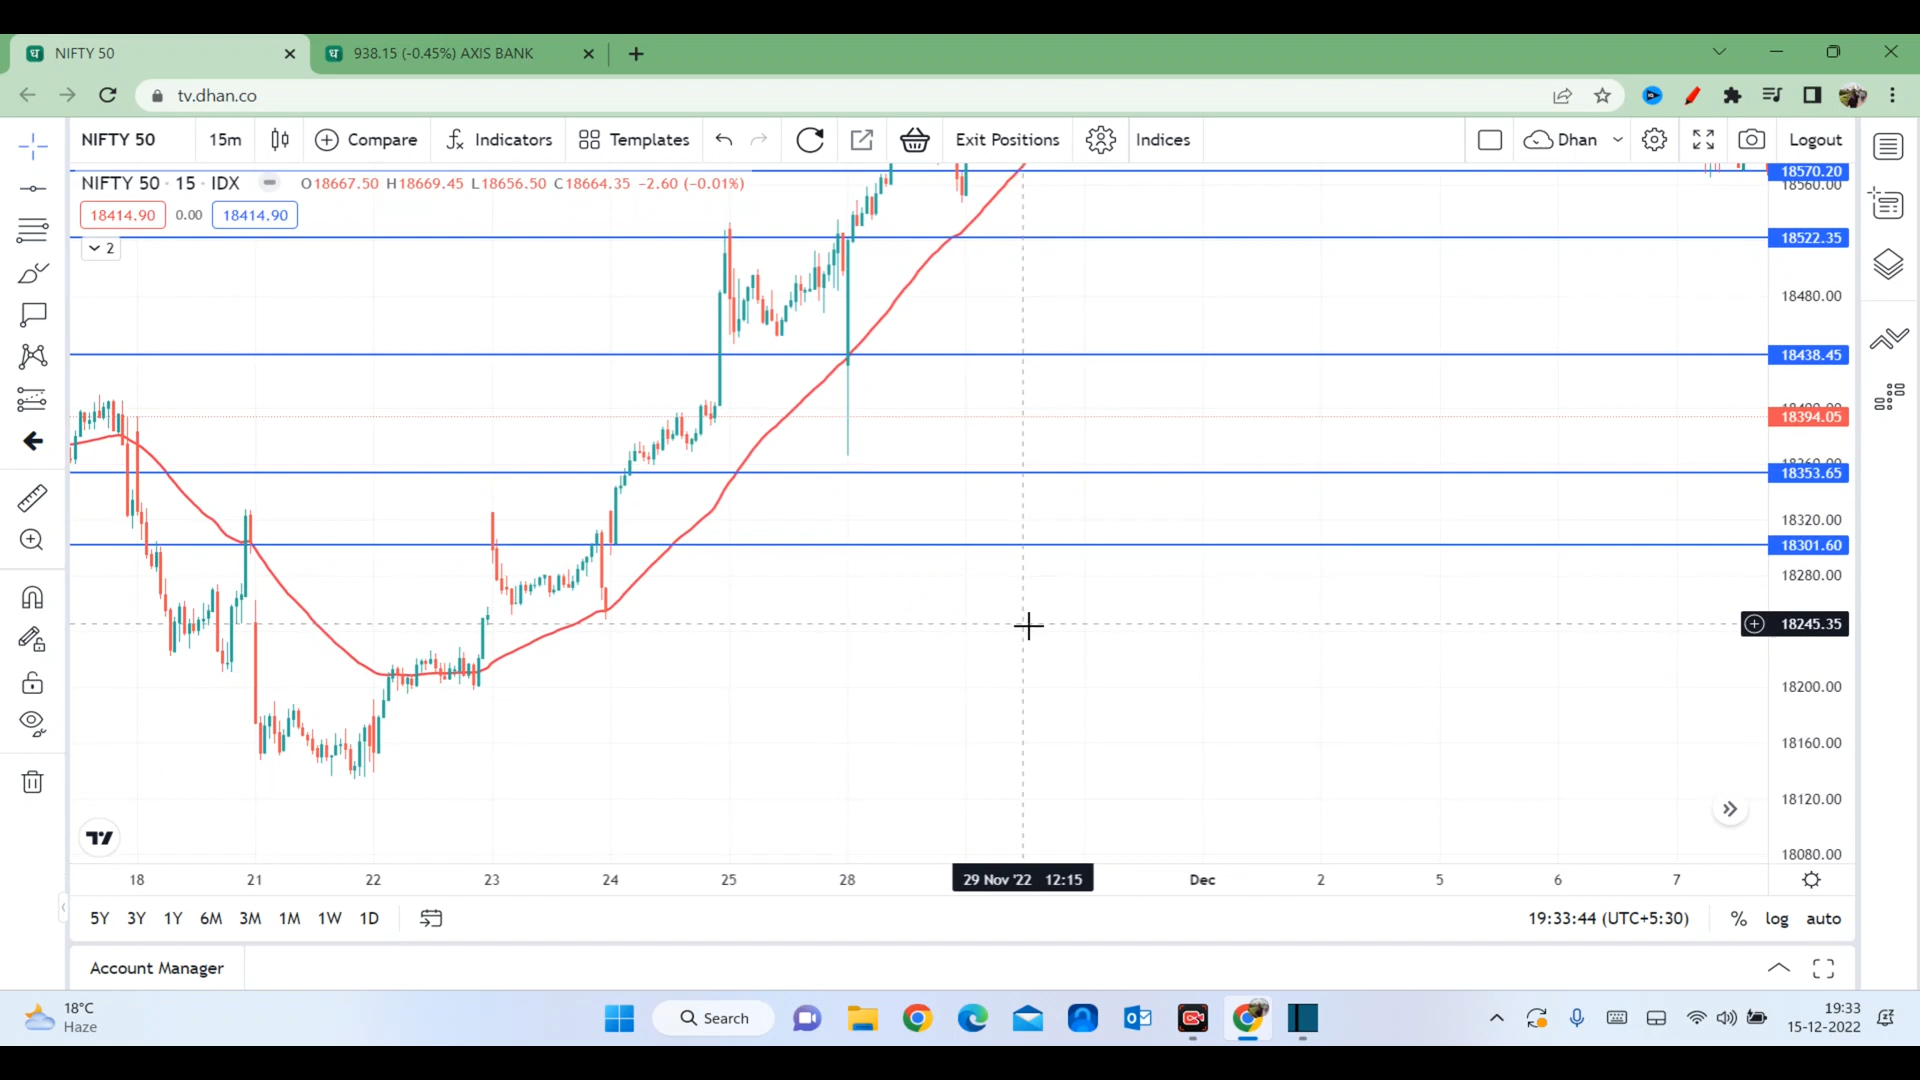 NIFTY 50
938.15 (-0.45%) AXIS BANK
tv.dhan.co
NIFTY 50 15m Compare Indicators Templates Exit Positions Indices Dhan Logout
NIFTY 50 · 15 · IDX O18667.50 H18669.45 L18656.50 C18664.35 −2.60 (−0.01%)
18414.90 0.00 18414.90
2
18570.20
18560.00
18522.35
18480.00
18438.45
18400.00
18394.05
18360.00
18353.65
18320.00
18301.60
18280.00
18245.35
18200.00
18160.00
18120.00
18080.00
18 21 22 23 24 25 28 29 Nov '22 12:15 Dec 2 5 6 7
5Y 3Y 1Y 6M 3M 1M 1W 1D 19:33:44 (UTC+5:30) % log auto
Account Manager
18°C
Haze
Search
19:33
15-12-2022